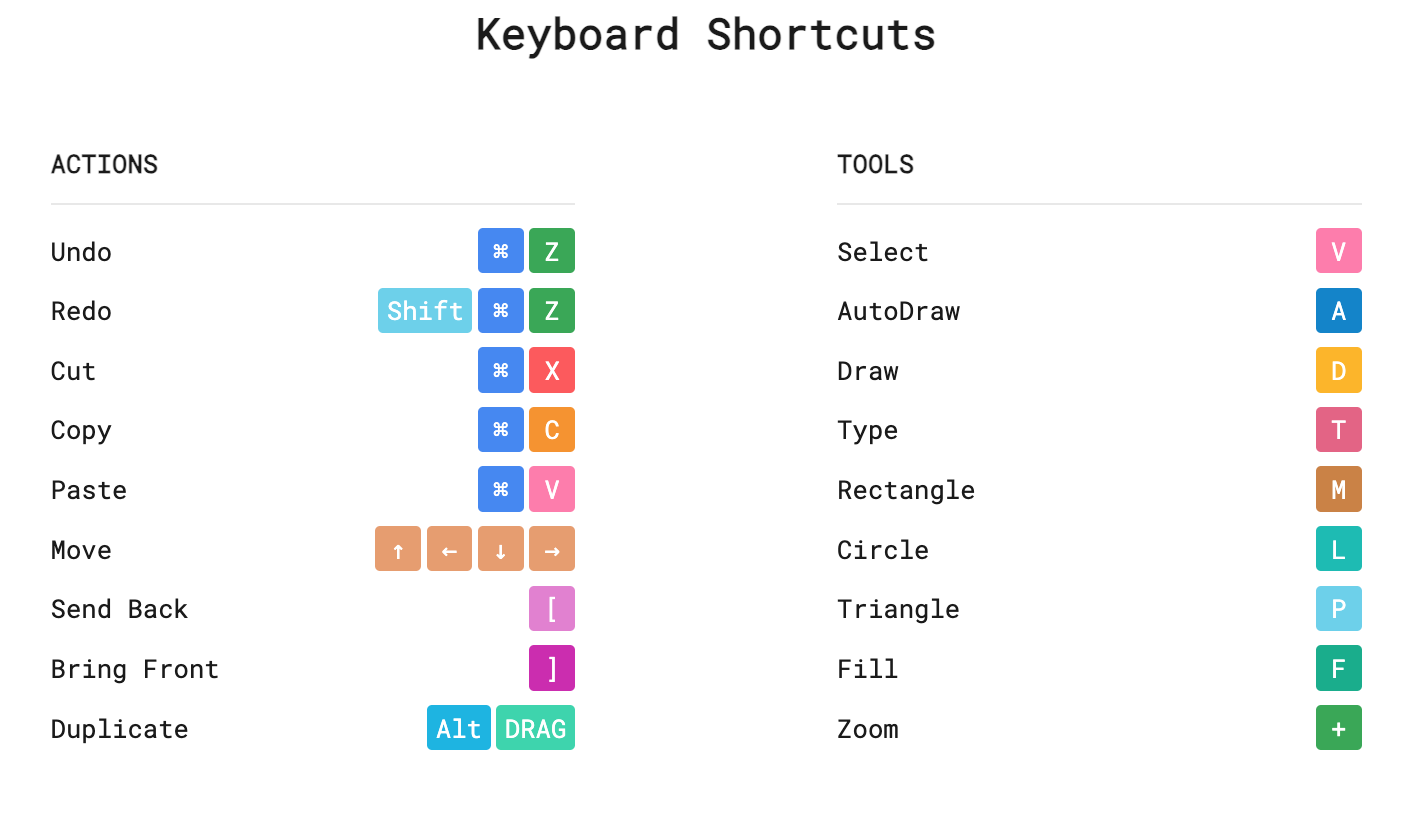 Keyboard Shortcuts
ACTIONS
Undo ⌘ Z
Redo Shift ⌘ Z
Cut ⌘ X
Copy ⌘ C
Paste ⌘ V
Move ↑ ← ↓ →
Send Back [
Bring Front ]
Duplicate Alt DRAG
TOOLS
Select V
AutoDraw A
Draw D
Type T
Rectangle M
Circle L
Triangle P
Fill F
Zoom +